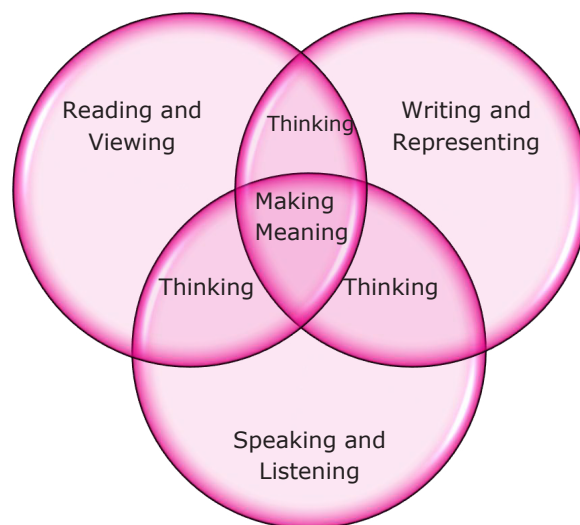 Reading and
Viewing
Writing and
Representing
Thinking
Making
Meaning
Thinking
Thinking
Speaking and
Listening